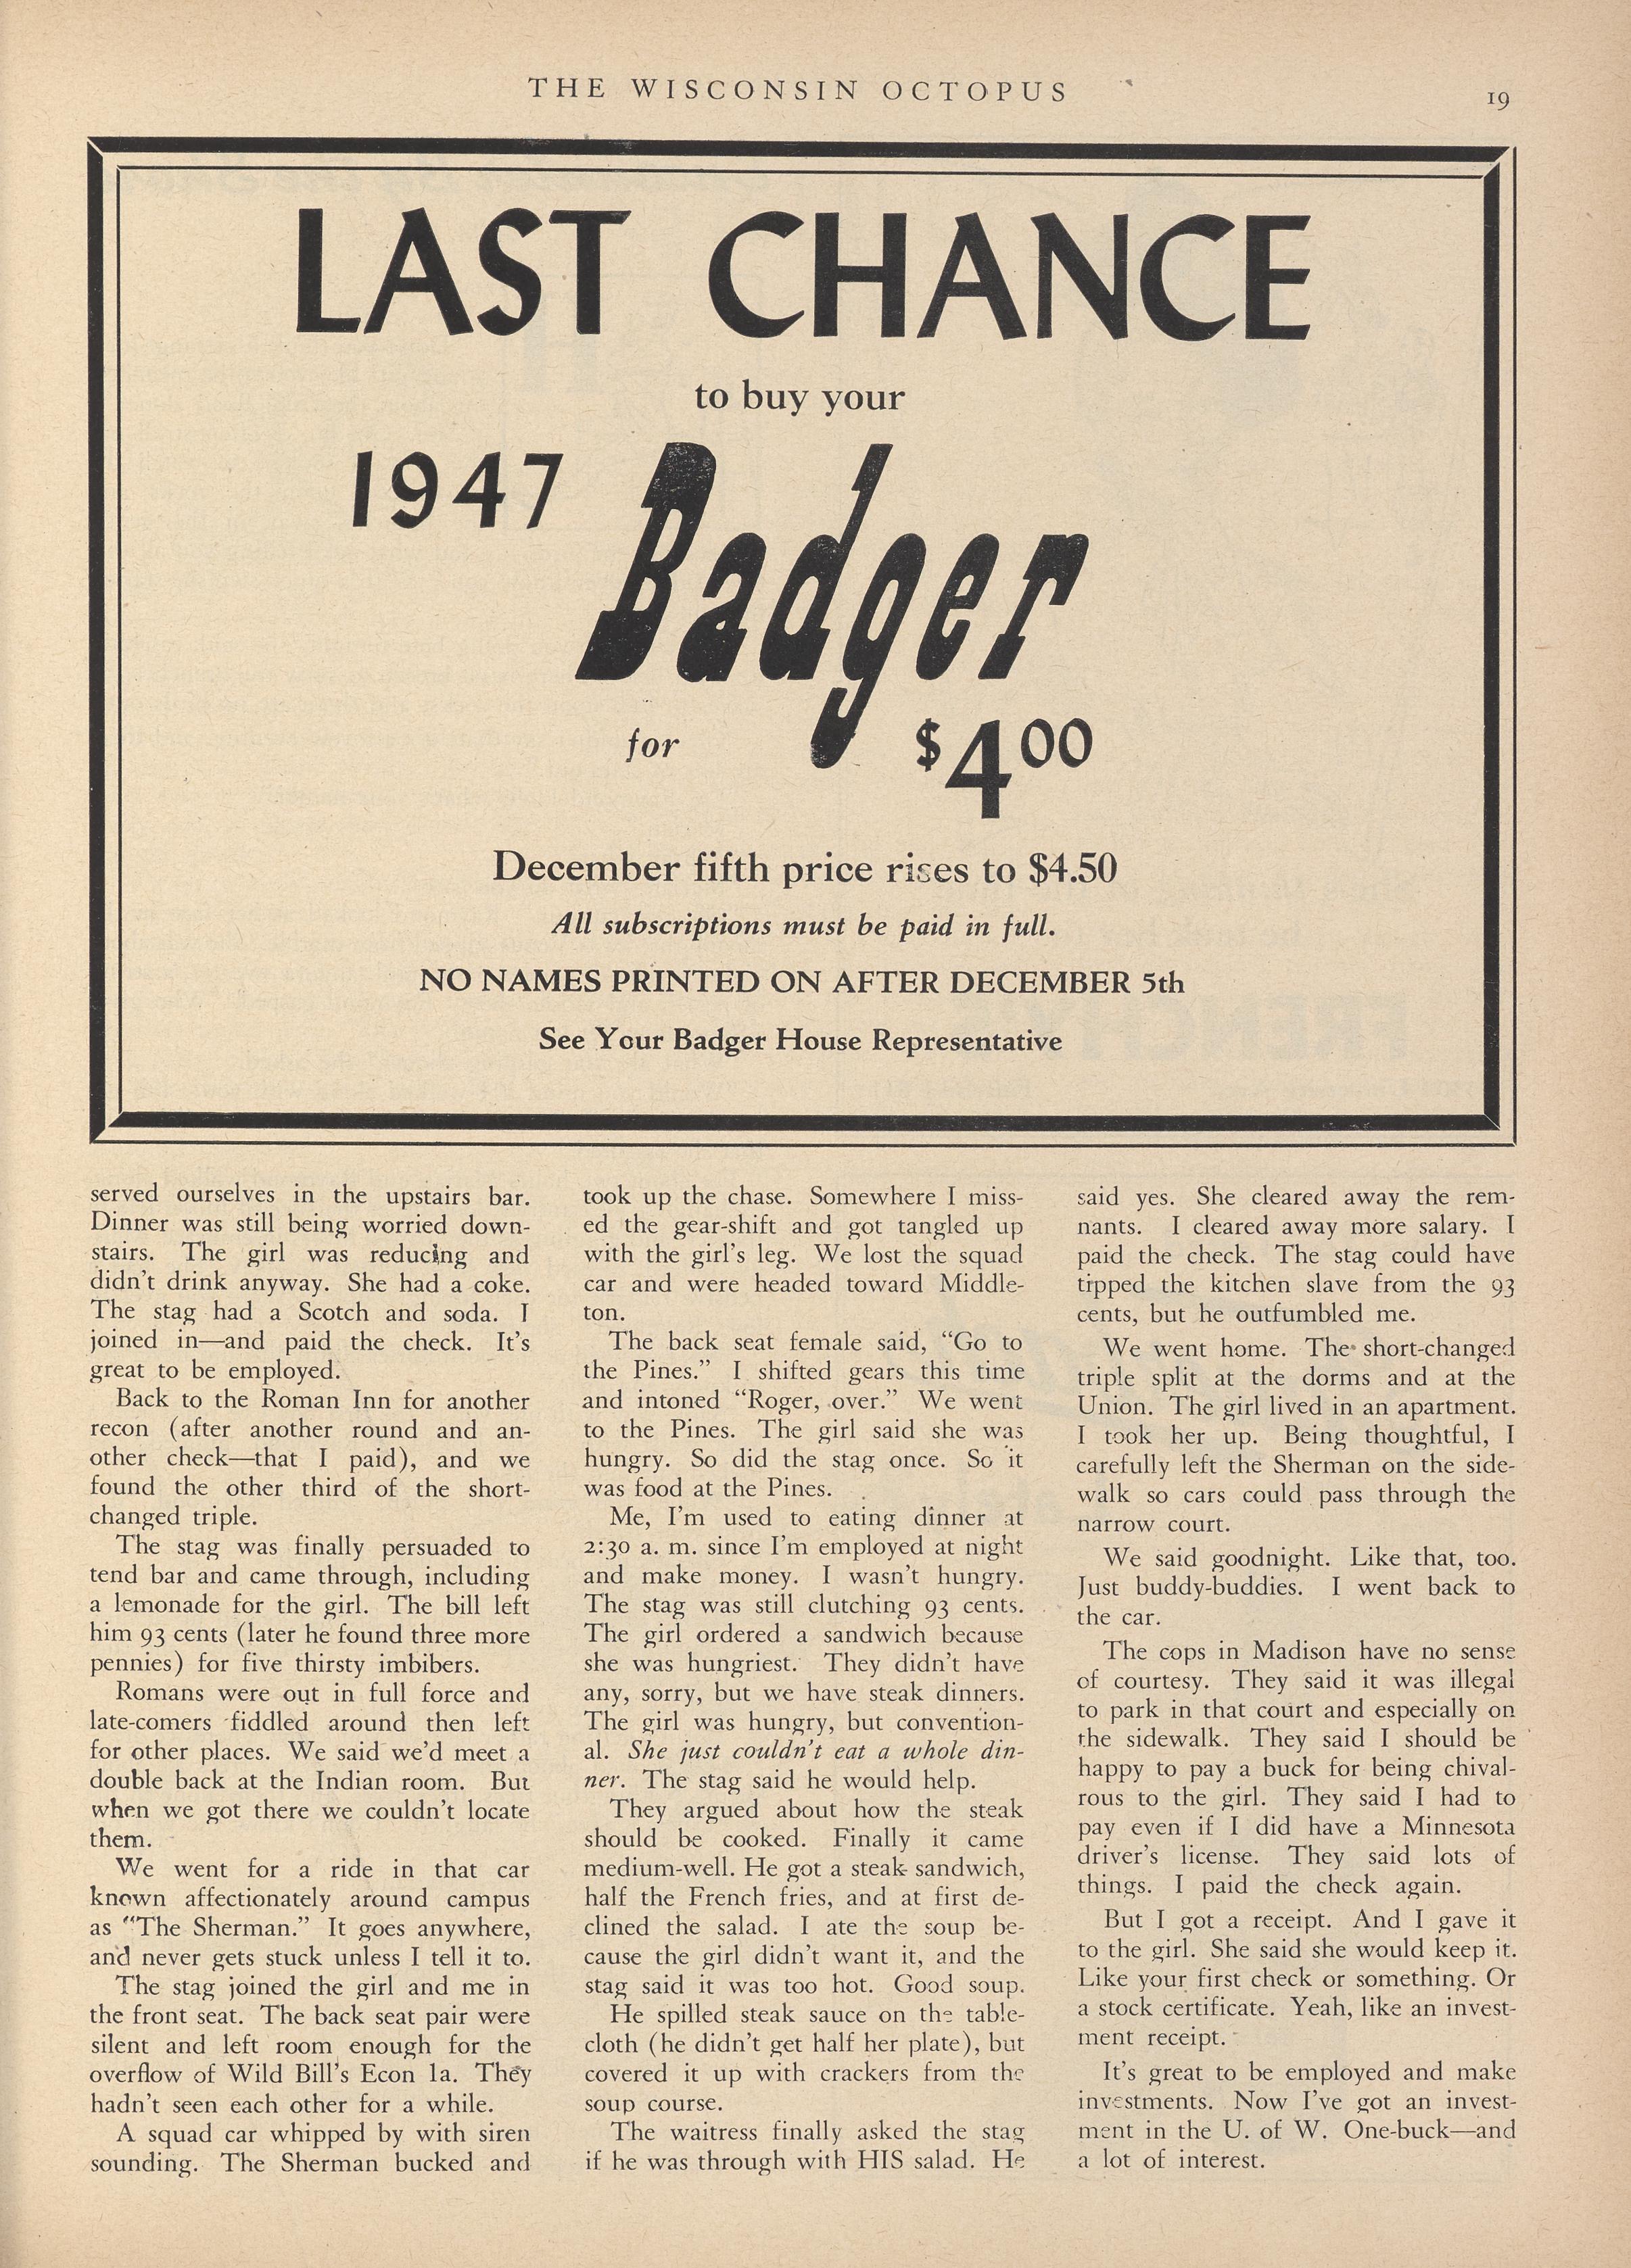 THE WISCONSIN OCTOPUS
19
LAST CHANCE
to buy your
1947 Badger
for $4.00
December fifth price rises to $4.50
All subscriptions must be paid in full.
NO NAMES PRINTED ON AFTER DECEMBER 5th
See Your Badger House Representative
served ourselves in the upstairs bar.
Dinner was still being worried down-
stairs. The girl was reducing and
didn't drink anyway. She had a coke.
The stag had a Scotch and soda. I
joined in—and paid the check. It's
great to be employed.
Back to the Roman Inn for another
recon (after another round and an-
other check—that I paid), and we
found the other third of the short-
changed triple.
The stag was finally persuaded to
tend bar and came through, including
a lemonade for the girl. The bill left
him 93 cents (later he found three more
pennies) for five thirsty imbibers.
Romans were out in full force and
late-comers fiddled around then left
for other places. We said we'd meet a
double back at the Indian room. But
when we got there we couldn't locate
them.
We went for a ride in that car
known affectionately around campus
as "The Sherman." It goes anywhere,
and never gets stuck unless I tell it to.
The stag joined the girl and me in
the front seat. The back seat pair were
silent and left room enough for the
overflow of Wild Bill's Econ 1a. They
hadn't seen each other for a while.
A squad car whipped by with siren
sounding. The Sherman bucked and
took up the chase. Somewhere I miss-
ed the gear-shift and got tangled up
with the girl's leg. We lost the squad
car and were headed toward Middle-
ton.
The back seat female said, "Go to
the Pines." I shifted gears this time
and intoned "Roger, over." We went
to the Pines. The girl said she was
hungry. So did the stag once. So it
was food at the Pines.
Me, I'm used to eating dinner at
2:30 a. m. since I'm employed at night
and make money. I wasn't hungry.
The stag was still clutching 93 cents.
The girl ordered a sandwich because
she was hungriest. They didn't have
any, sorry, but we have steak dinners.
The girl was hungry, but convention-
al. She just couldn't eat a whole din-
ner. The stag said he would help.
They argued about how the steak
should be cooked. Finally it came
medium-well. He got a steak sandwich,
half the French fries, and at first de-
clined the salad. I ate the soup be-
cause the girl didn't want it, and the
stag said it was too hot. Good soup.
He spilled steak sauce on the table-
cloth (he didn't get half her plate), but
covered it up with crackers from the
soup course.
The waitress finally asked the stag
if he was through with HIS salad. He
said yes. She cleared away the rem-
nants. I cleared away more salary. I
paid the check. The stag could have
tipped the kitchen slave from the 93
cents, but he outfumbled me.
We went home. The short-changed
triple split at the dorms and at the
Union. The girl lived in an apartment.
I took her up. Being thoughtful, I
carefully left the Sherman on the side-
walk so cars could pass through the
narrow court.
We said goodnight. Like that, too.
Just buddy-buddies. I went back to
the car.
The cops in Madison have no sense
of courtesy. They said it was illegal
to park in that court and especially on
the sidewalk. They said I should be
happy to pay a buck for being chival-
rous to the girl. They said I had to
pay even if I did have a Minnesota
driver's license. They said lots of
things. I paid the check again.
But I got a receipt. And I gave it
to the girl. She said she would keep it.
Like your first check or something. Or
a stock certificate. Yeah, like an invest-
ment receipt.
It's great to be employed and make
investments. Now I've got an invest-
ment in the U. of W. One-buck—and
a lot of interest.